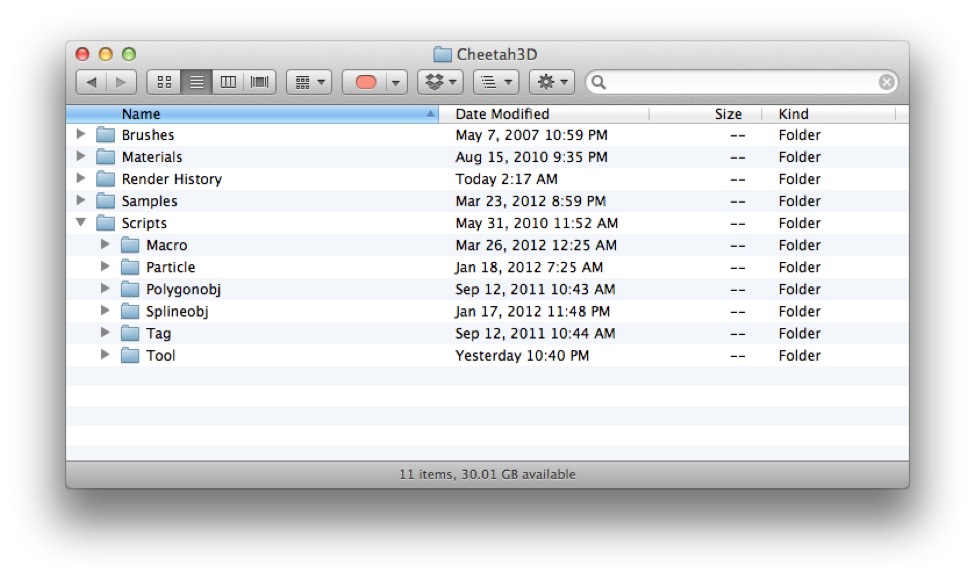 Cheetah3D
Name Date Modified Size Kind
Brushes May 7, 2007 10:59 PM -- Folder
Materials Aug 15, 2010 9:35 PM -- Folder
Render History Today 2:17 AM -- Folder
Samples Mar 23, 2012 8:59 PM -- Folder
Scripts May 31, 2010 11:52 AM -- Folder
Macro Mar 26, 2012 12:25 AM -- Folder
Particle Jan 18, 2012 7:25 AM -- Folder
Polygonobj Sep 12, 2011 10:43 AM -- Folder
Splineobj Jan 17, 2012 11:48 PM -- Folder
Tag Sep 12, 2011 10:44 AM -- Folder
Tool Yesterday 10:40 PM -- Folder
11 items, 30.01 GB available